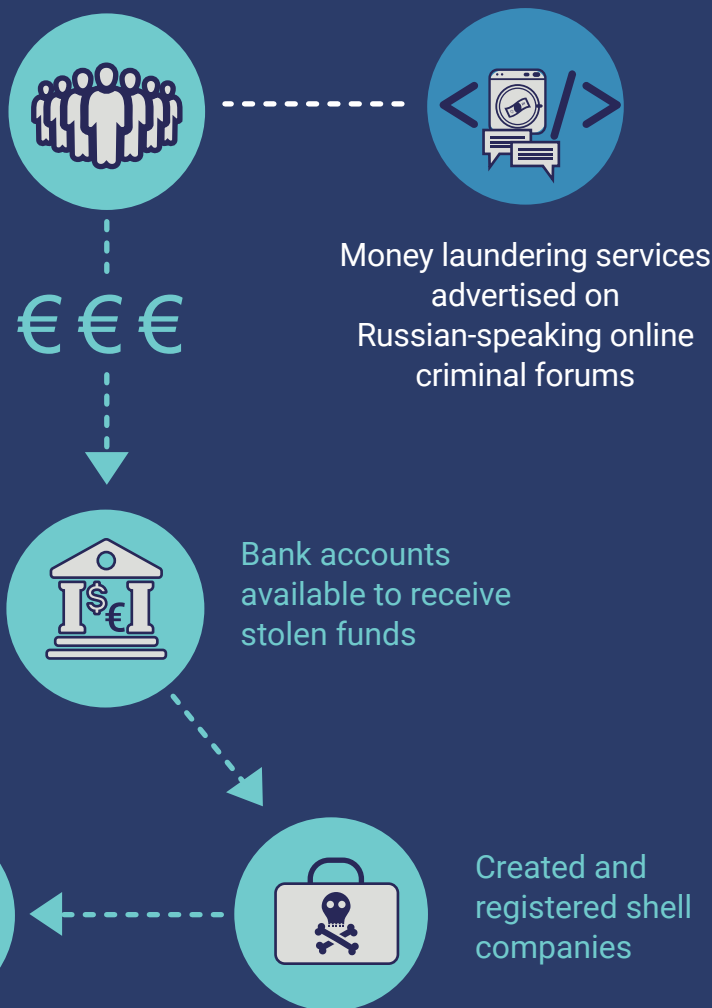 € € €
Money laundering services
advertised on
Russian-speaking online
criminal forums
Bank accounts
available to receive
stolen funds
$
€
Created and
registered shell
companies